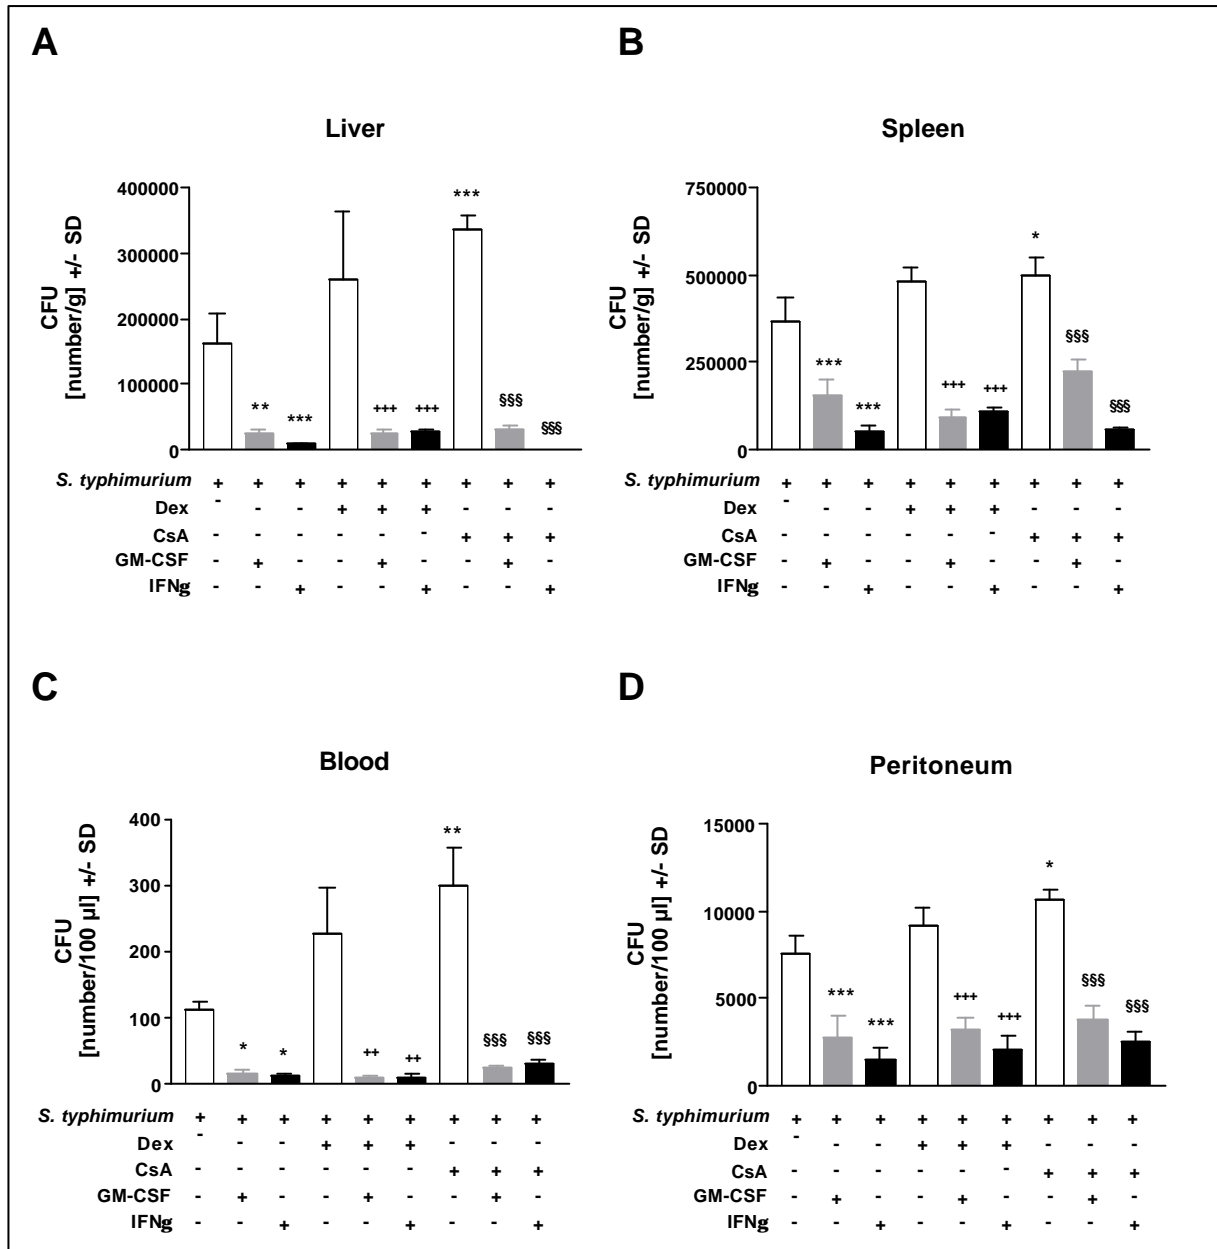 A
Liver
CFU
[number/g] +/- SD
400000
300000
200000
100000
0
*** 
** *** +++ +++ §§§ §§§
S. typhimurium + + + + + + + + +
Dex - - - + + + - - -
CsA - - - - - - + + +
GM-CSF - + - - + - - + -
IFNg - - + - - + - - +
B
Spleen
CFU
[number/g] +/- SD
750000
500000
250000
0
*
*** *** +++ +++ §§§ §§§
S. typhimurium + + + + + + + + +
Dex - - - + + + - - -
CsA - - - - - - + + +
GM-CSF - + - - + - - + -
IFNg - - + - - + - - +
C
Blood
CFU
[number/100 µl] +/- SD
400
300
200
100
0
**
* * ++ ++ §§§ §§§
S. typhimurium + + + + + + + + +
Dex - - - + + + - - -
CsA - - - - - - + + +
GM-CSF - + - - + - - + -
IFNg - - + - - + - - +
D
Peritoneum
CFU
[number/100 µl] +/- SD
15000
10000
5000
0
*
*** *** +++ +++ §§§ §§§
S. typhimurium + + + + + + + + +
Dex - - - + + + - - -
CsA - - - - - - + + +
GM-CSF - + - - + - - + -
IFNg - - + - - + - - +